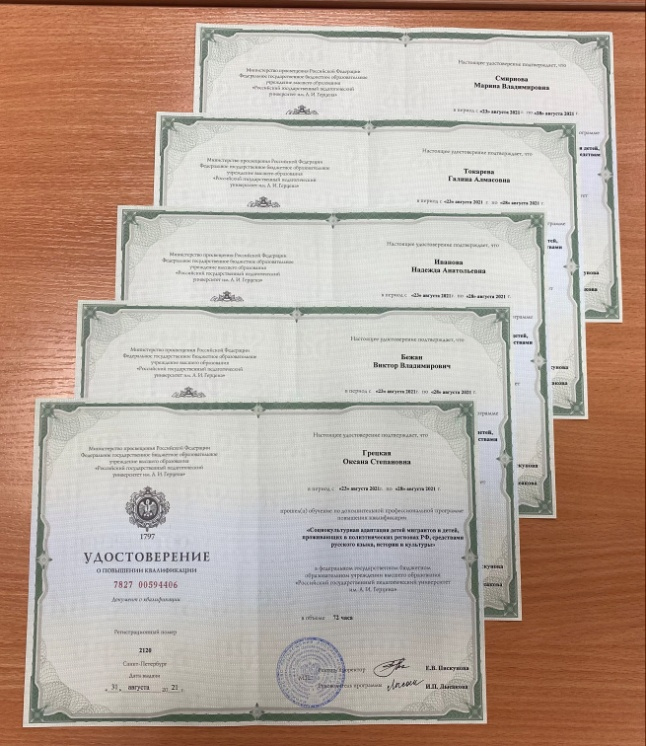 Министерство просвещения Российской Федерации
Федеральное государственное бюджетное образовательное
учреждение высшего образования
«Российский государственный педагогический
университет им. А. И. Герцена»
Настоящее удостоверение подтверждает, что
Смирнова
Марина Владимировна
в период с «23» августа 2021 г. по «28» августа 2021 г.
Министерство просвещения Российской Федерации
Федеральное государственное бюджетное образовательное
учреждение высшего образования
«Российский государственный педагогический
университет им. А. И. Герцена»
Настоящее удостоверение подтверждает, что
Токарева
Галина Алмасовна
в период с «23» августа 2021 г. по «28» августа 2021 г.
Министерство просвещения Российской Федерации
Федеральное государственное бюджетное образовательное
учреждение высшего образования
«Российский государственный педагогический
университет им. А. И. Герцена»
Настоящее удостоверение подтверждает, что
Иванова
Надежда Анатольевна
в период с «23» августа 2021 г. по «28» августа 2021 г.
Министерство просвещения Российской Федерации
Федеральное государственное бюджетное образовательное
учреждение высшего образования
«Российский государственный педагогический
университет им. А. И. Герцена»
Настоящее удостоверение подтверждает, что
Бежан
Виктор Владимирович
в период с «23» августа 2021г. по «28» августа 2021 г.
Министерство просвещения Российской Федерации
Федеральное государственное бюджетное образовательное
учреждение высшего образования
«Российский государственный педагогический
университет им. А. И. Герцена»
1797
УДОСТОВЕРЕНИЕ
О ПОВЫШЕНИИ КВАЛИФИКАЦИИ
7827 00594406
Документ о квалификации
Регистрационный номер
2120
Санкт-Петербург
Дата выдачи
« 31 » августа 20 21 г.
Настоящее удостоверение подтверждает, что
Грецкая
Оксана Степановна
в период с «23» августа 2021г. по «28» августа 2021 г.
прошел(а) обучение по дополнительной профессиональной программе
повышения квалификации
«Социокультурная адаптация детей мигрантов и детей,
проживающих в полиэтнических регионах РФ, средствами
русского языка, истории и культуры»
в федеральном государственном бюджетном
образовательном учреждении высшего образования
«Российский государственный педагогический университет
им. А. И. Герцена»
в объёме 72 часа
проректор Е.В. Пискунова
Руководитель программы И.П. Лысакова